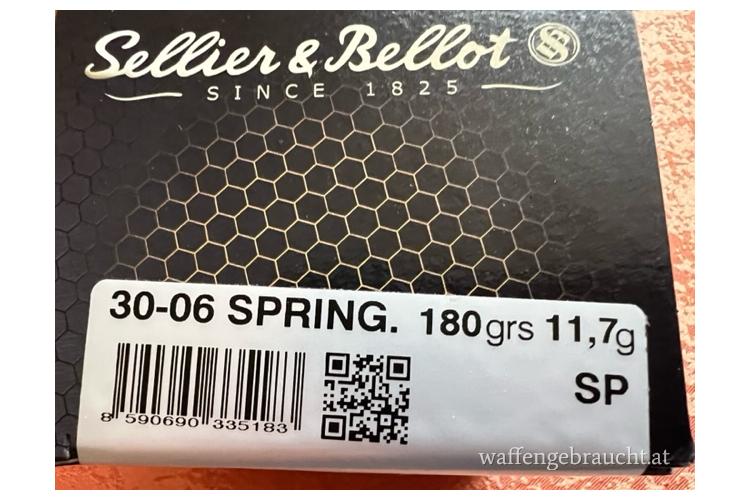 Sellier & Bellot
SINCE 1825
30-06 SPRING. 180grs 11,7g
SP
8 590690 335183
waffengebraucht.at